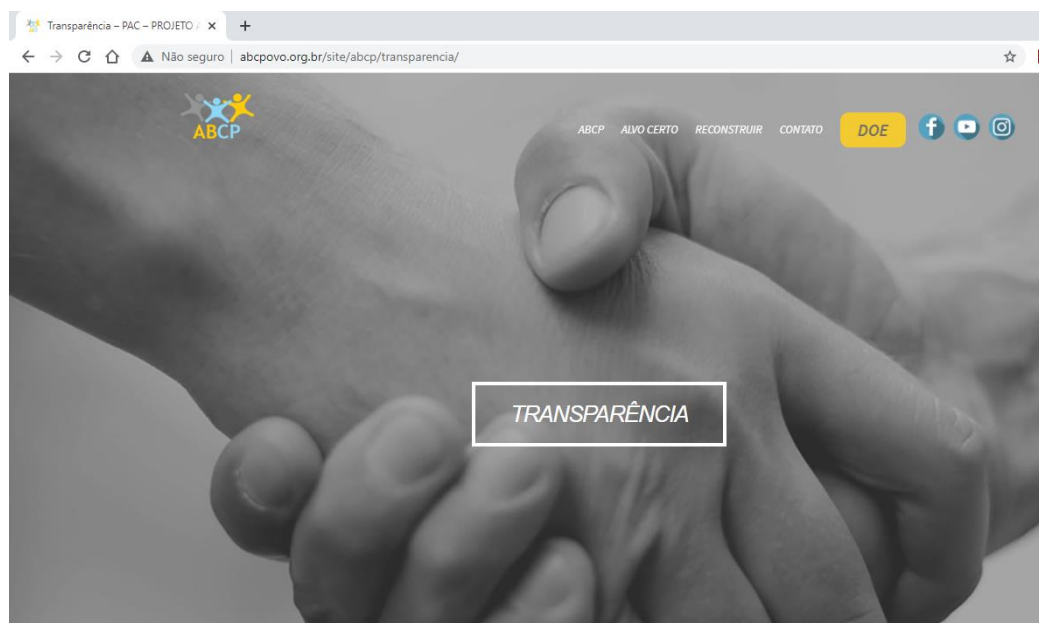 Transparência – PAC – PROJETO
Não seguro | abcpovo.org.br/site/abcp/transparencia/
ABCP
ABCP ALVO CERTO RECONSTRUIR CONTATO DOE
TRANSPARÊNCIA